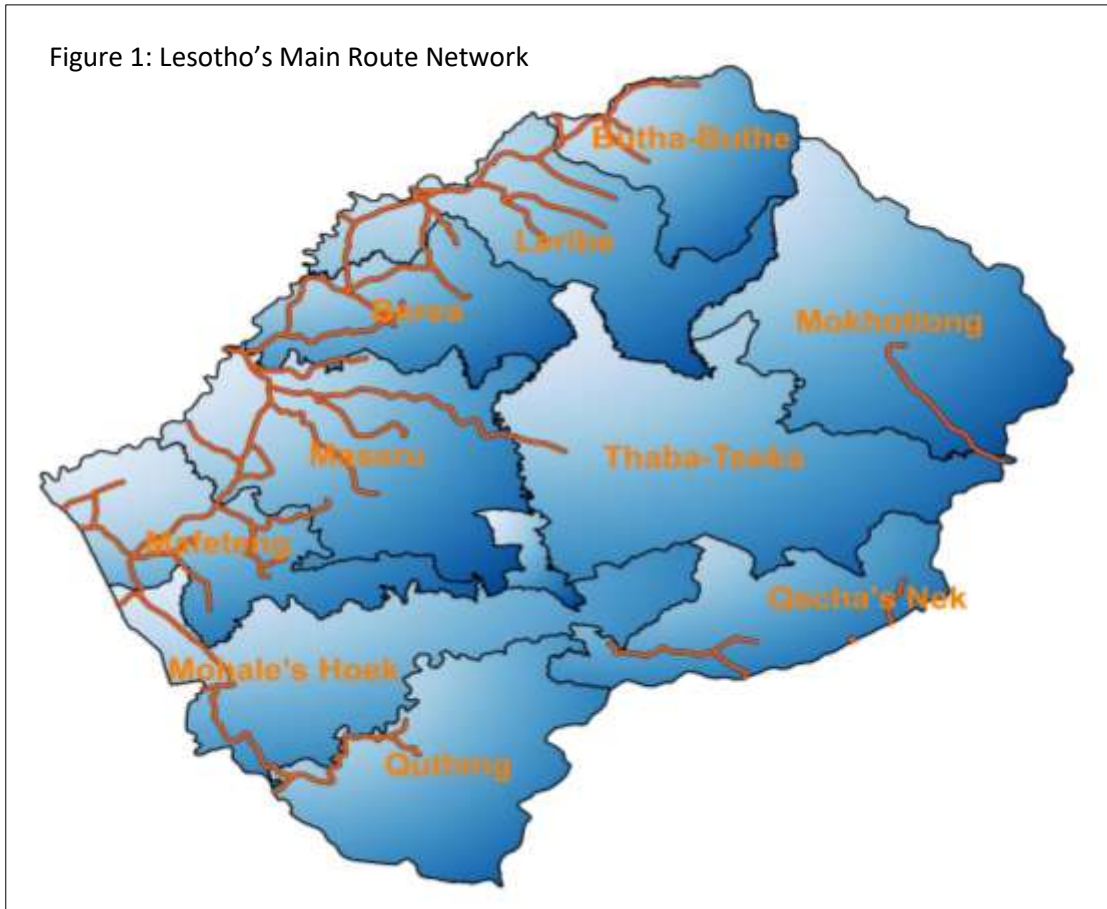 Figure 1: Lesotho’s Main Route Network
Butha-Buthe
Leribe
Berea
Mokhotlong
Maseru
Thaba-Tseka
Mafeteng
Qacha's Nek
Mohale's Hoek
Quthing